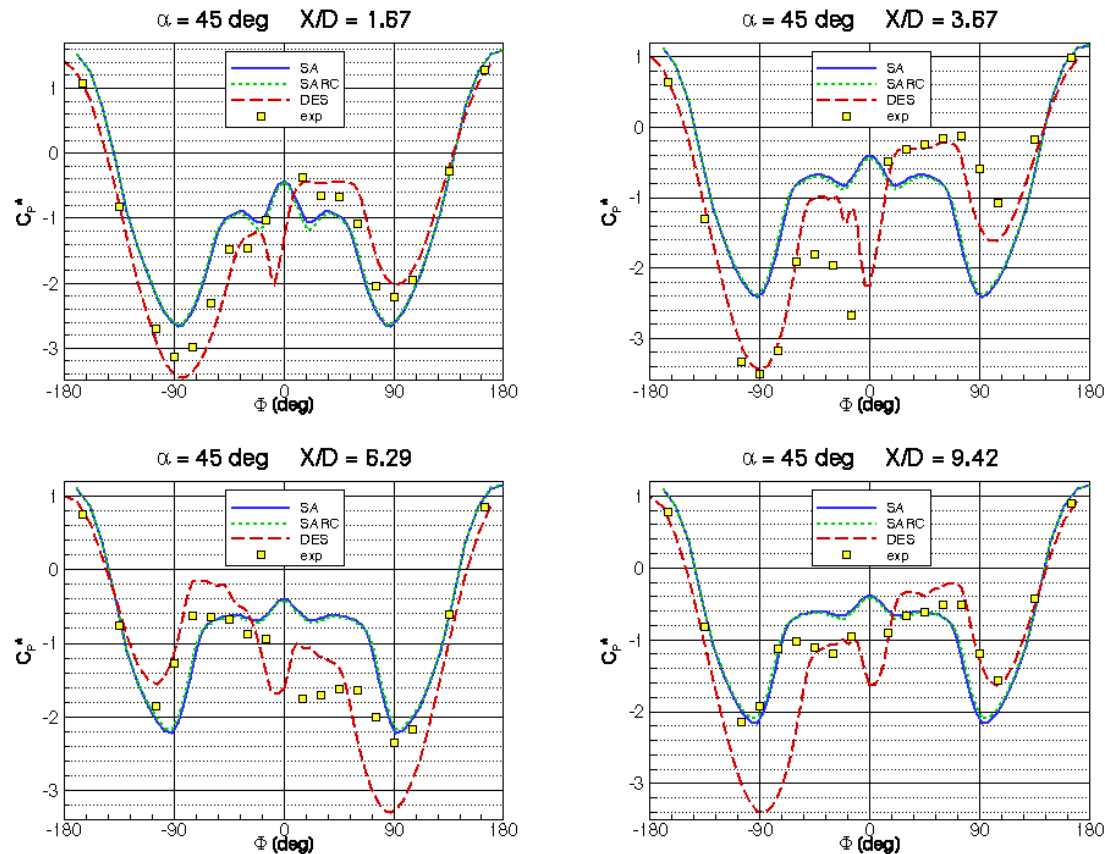 α = 45 deg X/D = 1.67
SA
SARC
DES
exp
1
0
-1
-2
-3
C_P*
-180 -90 0 90 180
Φ (deg)
α = 45 deg X/D = 3.67
SA
SARC
DES
exp
1
0
-1
-2
-3
C_P*
-180 -90 0 90 180
Φ (deg)
α = 45 deg X/D = 6.29
SA
SARC
DES
exp
1
0
-1
-2
-3
C_P*
-180 -90 0 90 180
Φ (deg)
α = 45 deg X/D = 9.42
SA
SARC
DES
exp
1
0
-1
-2
-3
C_P*
-180 -90 0 90 180
Φ (deg)